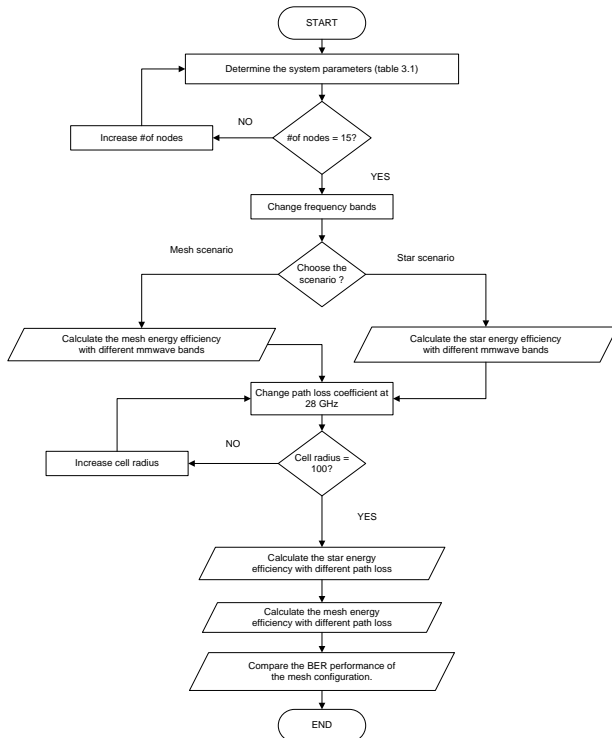 START
Determine the system parameters (table 3.1)
NO
Increase #of nodes
#of nodes = 15?
YES
Change frequency bands
Mesh scenario
Choose the
scenario ?
Star scenario
Calculate the mesh energy efficiency
with different mmwave bands
Calculate the star energy efficiency
with different mmwave bands
Change path loss coefficient at
28 GHz
NO
Increase cell radius
Cell radius =
100?
YES
Calculate the star energy
efficiency with different path loss
Calculate the mesh energy
efficiency with different path loss
Compare the BER performance of
the mesh configuration.
END